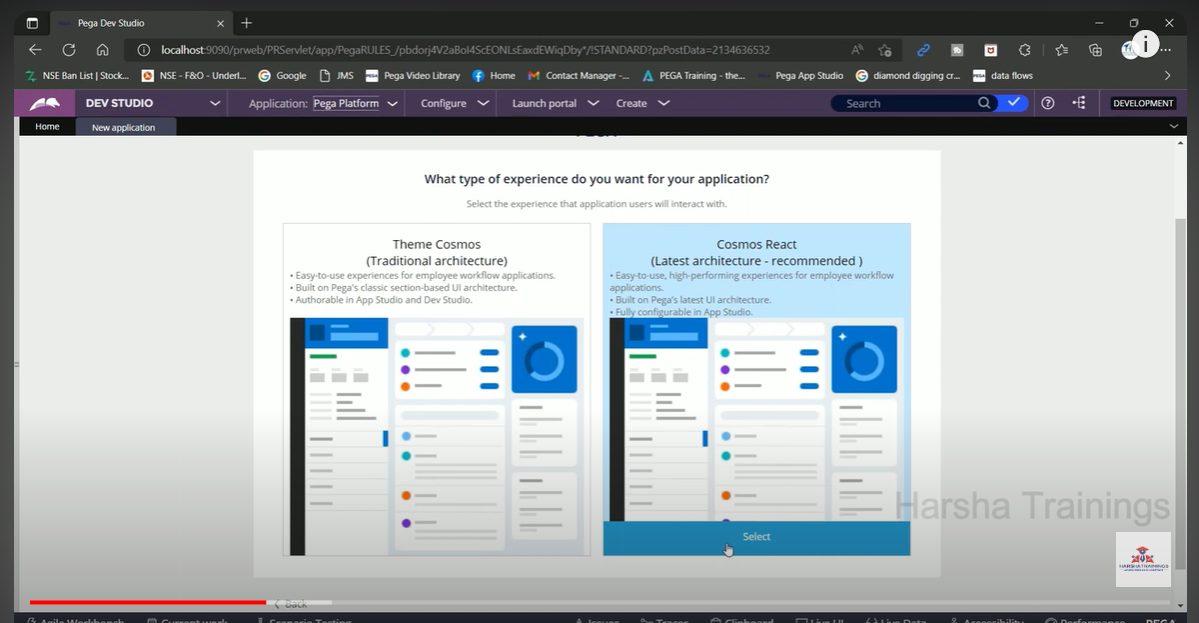 Pega Dev Studio
localhost:9090/prweb/PRServlet/app/PegaRULES_/pbdorj4V2aBoI4ScEONLsEaxdEWiqDby*/!STANDARD?pzPostData=2134636532
NSE Ban List | Stock... NSE - F&O - Underl... Google JMS Pega Video Library Home Contact Manager -... PEGA Training - the... Pega App Studio diamond digging cr... data flows
DEV STUDIO Application: Pega Platform Configure Launch portal Create Search DEVELOPMENT
Home New application
What type of experience do you want for your application?
Select the experience that application users will interact with.
Theme Cosmos
(Traditional architecture)
• Easy-to-use experiences for employee workflow applications.
• Built on Pega's classic section-based UI architecture.
• Authorable in App Studio and Dev Studio.
Cosmos React
(Latest architecture - recommended )
• Easy-to-use, high-performing experiences for employee workflow
applications.
• Built on Pega's latest UI architecture.
• Fully configurable in App Studio.
Select
Harsha Trainings
HARSHATRAININGS
Back
Agile Workbench Current work Scenario Testing Issues Tracer Clipboard Live UI Live Data Accessibility Performance PEGA